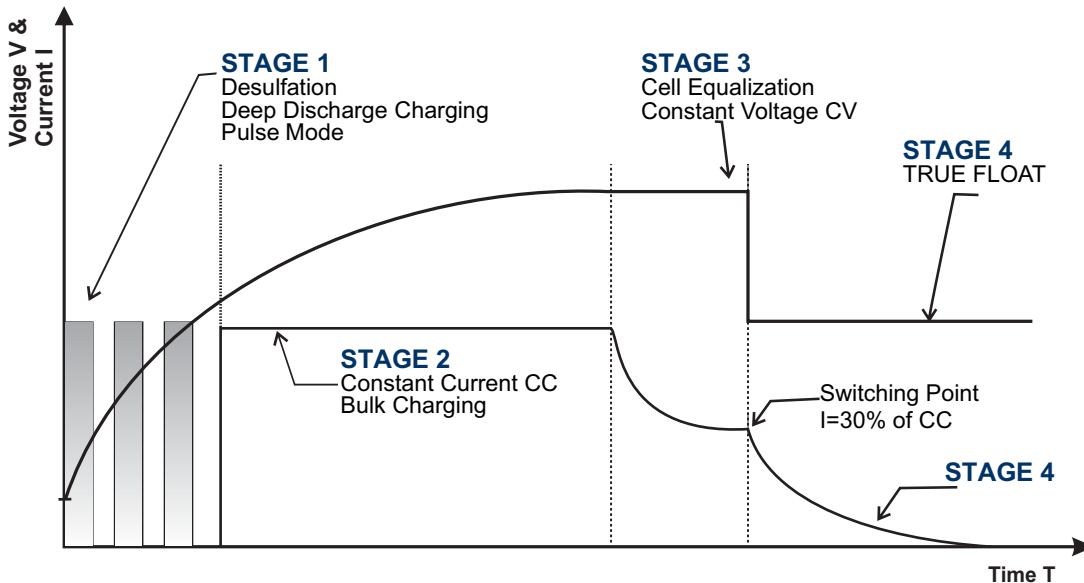 Voltage V &
Current I
STAGE 1
Desulfation
Deep Discharge Charging
Pulse Mode
STAGE 3
Cell Equalization
Constant Voltage CV
STAGE 4
TRUE FLOAT
STAGE 2
Constant Current CC
Bulk Charging
Switching Point
I=30% of CC
STAGE 4
Time T